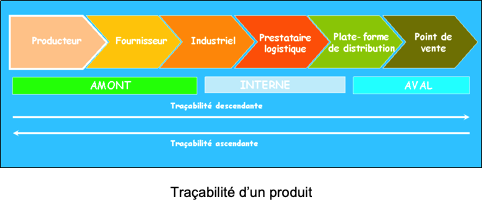 Producteur
Fournisseur
Industriel
Prestataire
logistique
Plate- forme
de distribution
Point de
vente
AMONT
INTERNE
AVAL
Traçabilité descendante
Traçabilité ascendante
Traçabilité d'un produit